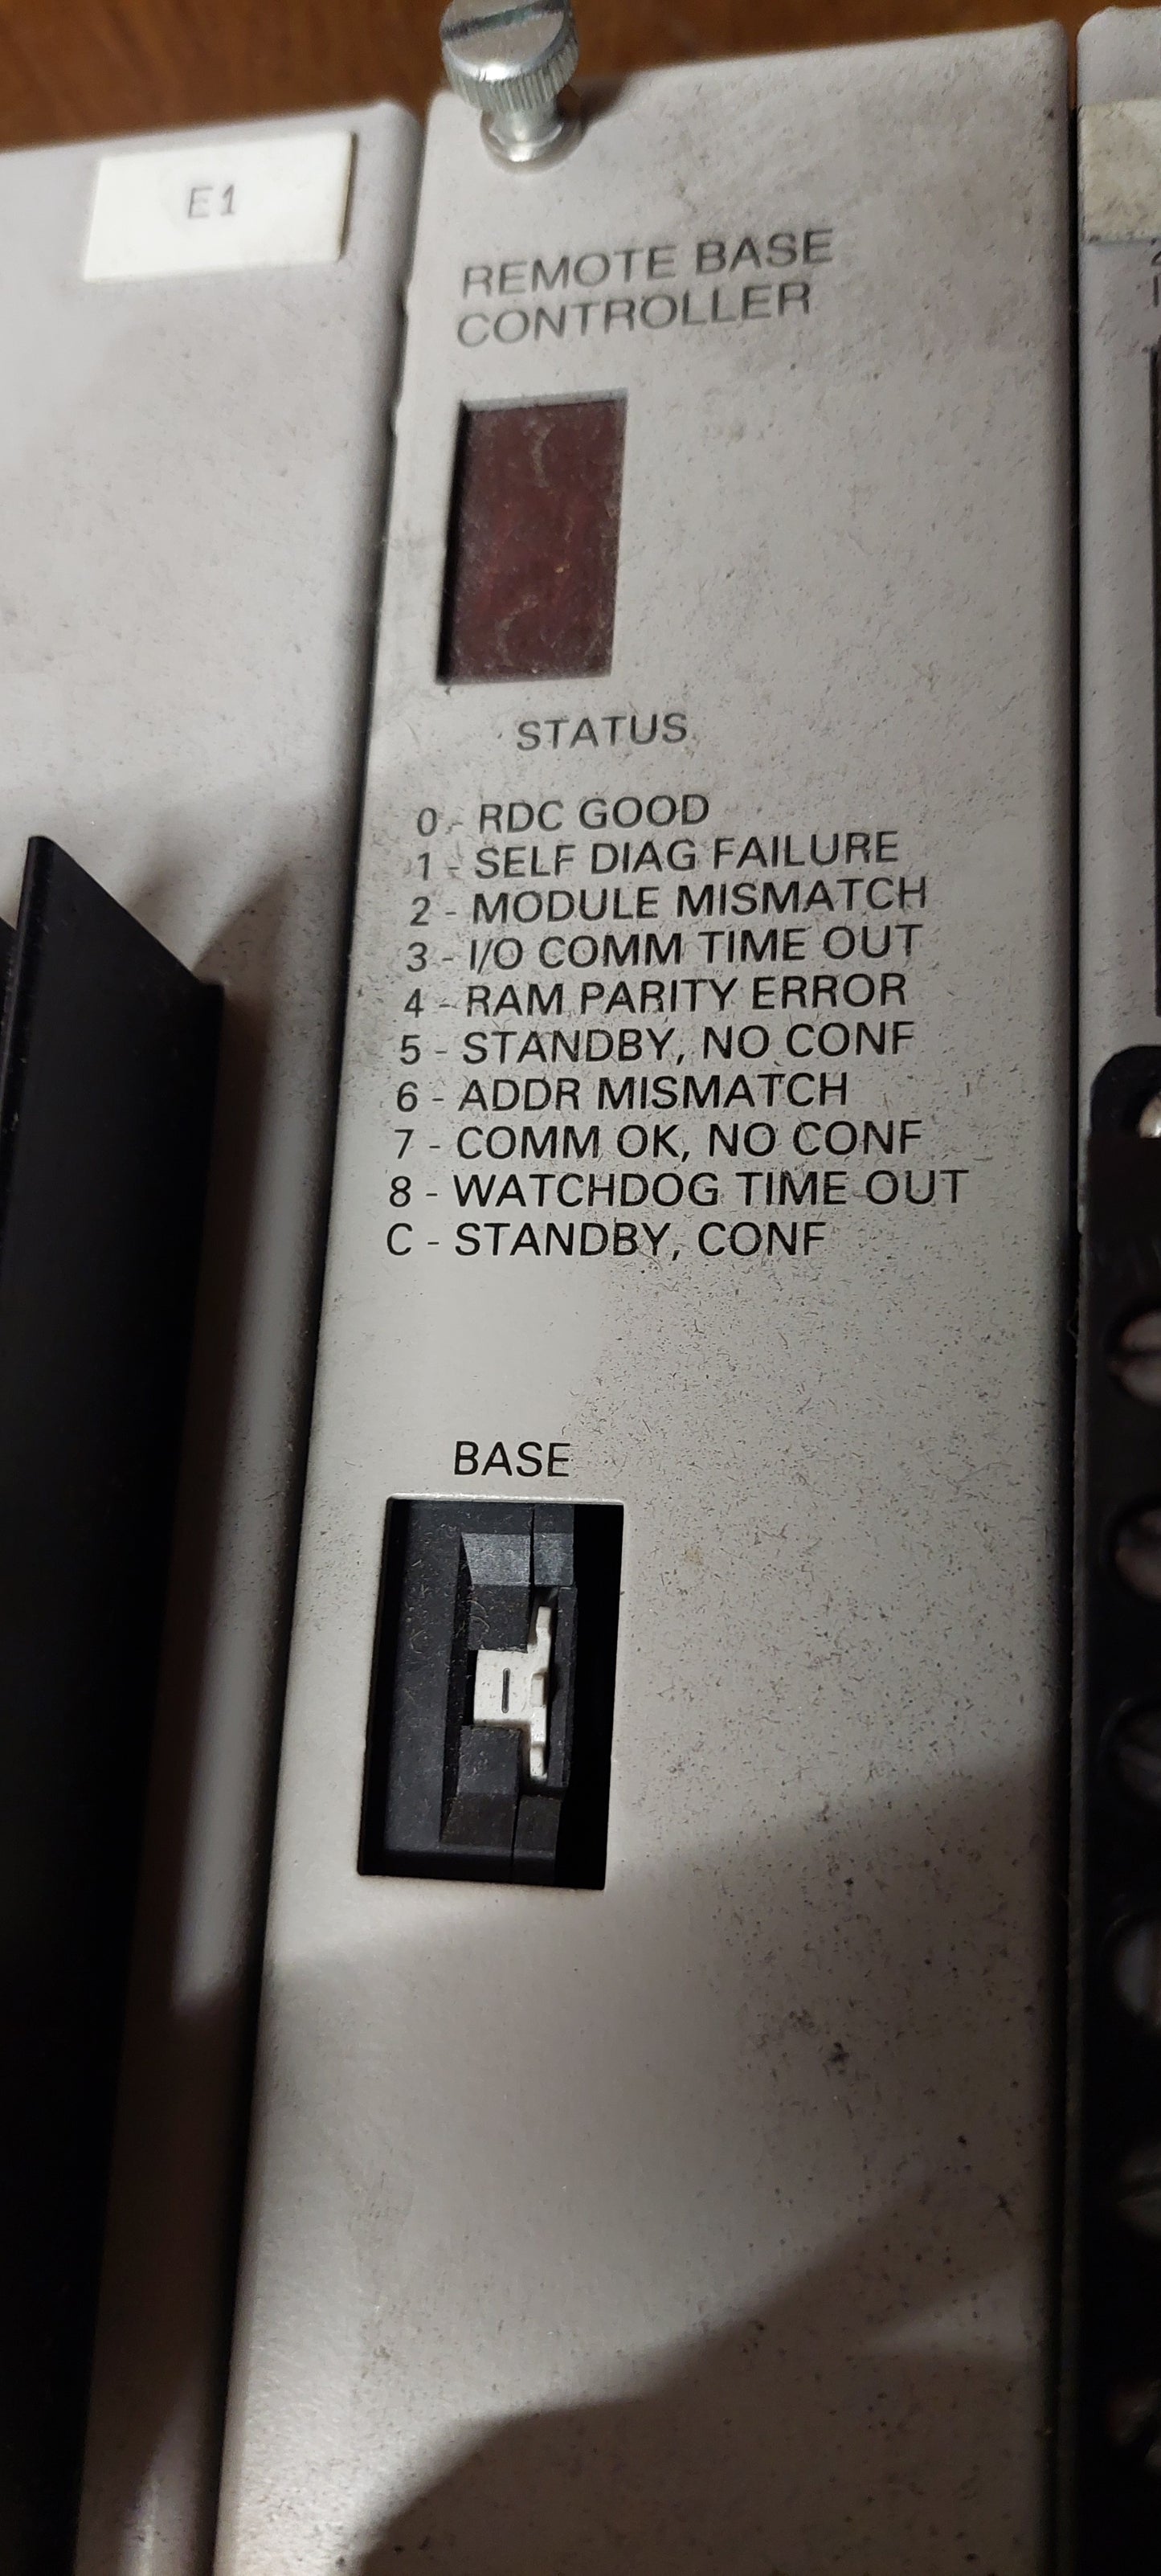 E1
REMOTE BASE
CONTROLLER
STATUS
0 - RDC GOOD
1 - SELF DIAG FAILURE
2 - MODULE MISMATCH
3 - I/O COMM TIME OUT
4 - RAM PARITY ERROR
5 - STANDBY, NO CONF
6 - ADDR MISMATCH
7 - COMM OK, NO CONF
8 - WATCHDOG TIME OUT
C - STANDBY, CONF
BASE